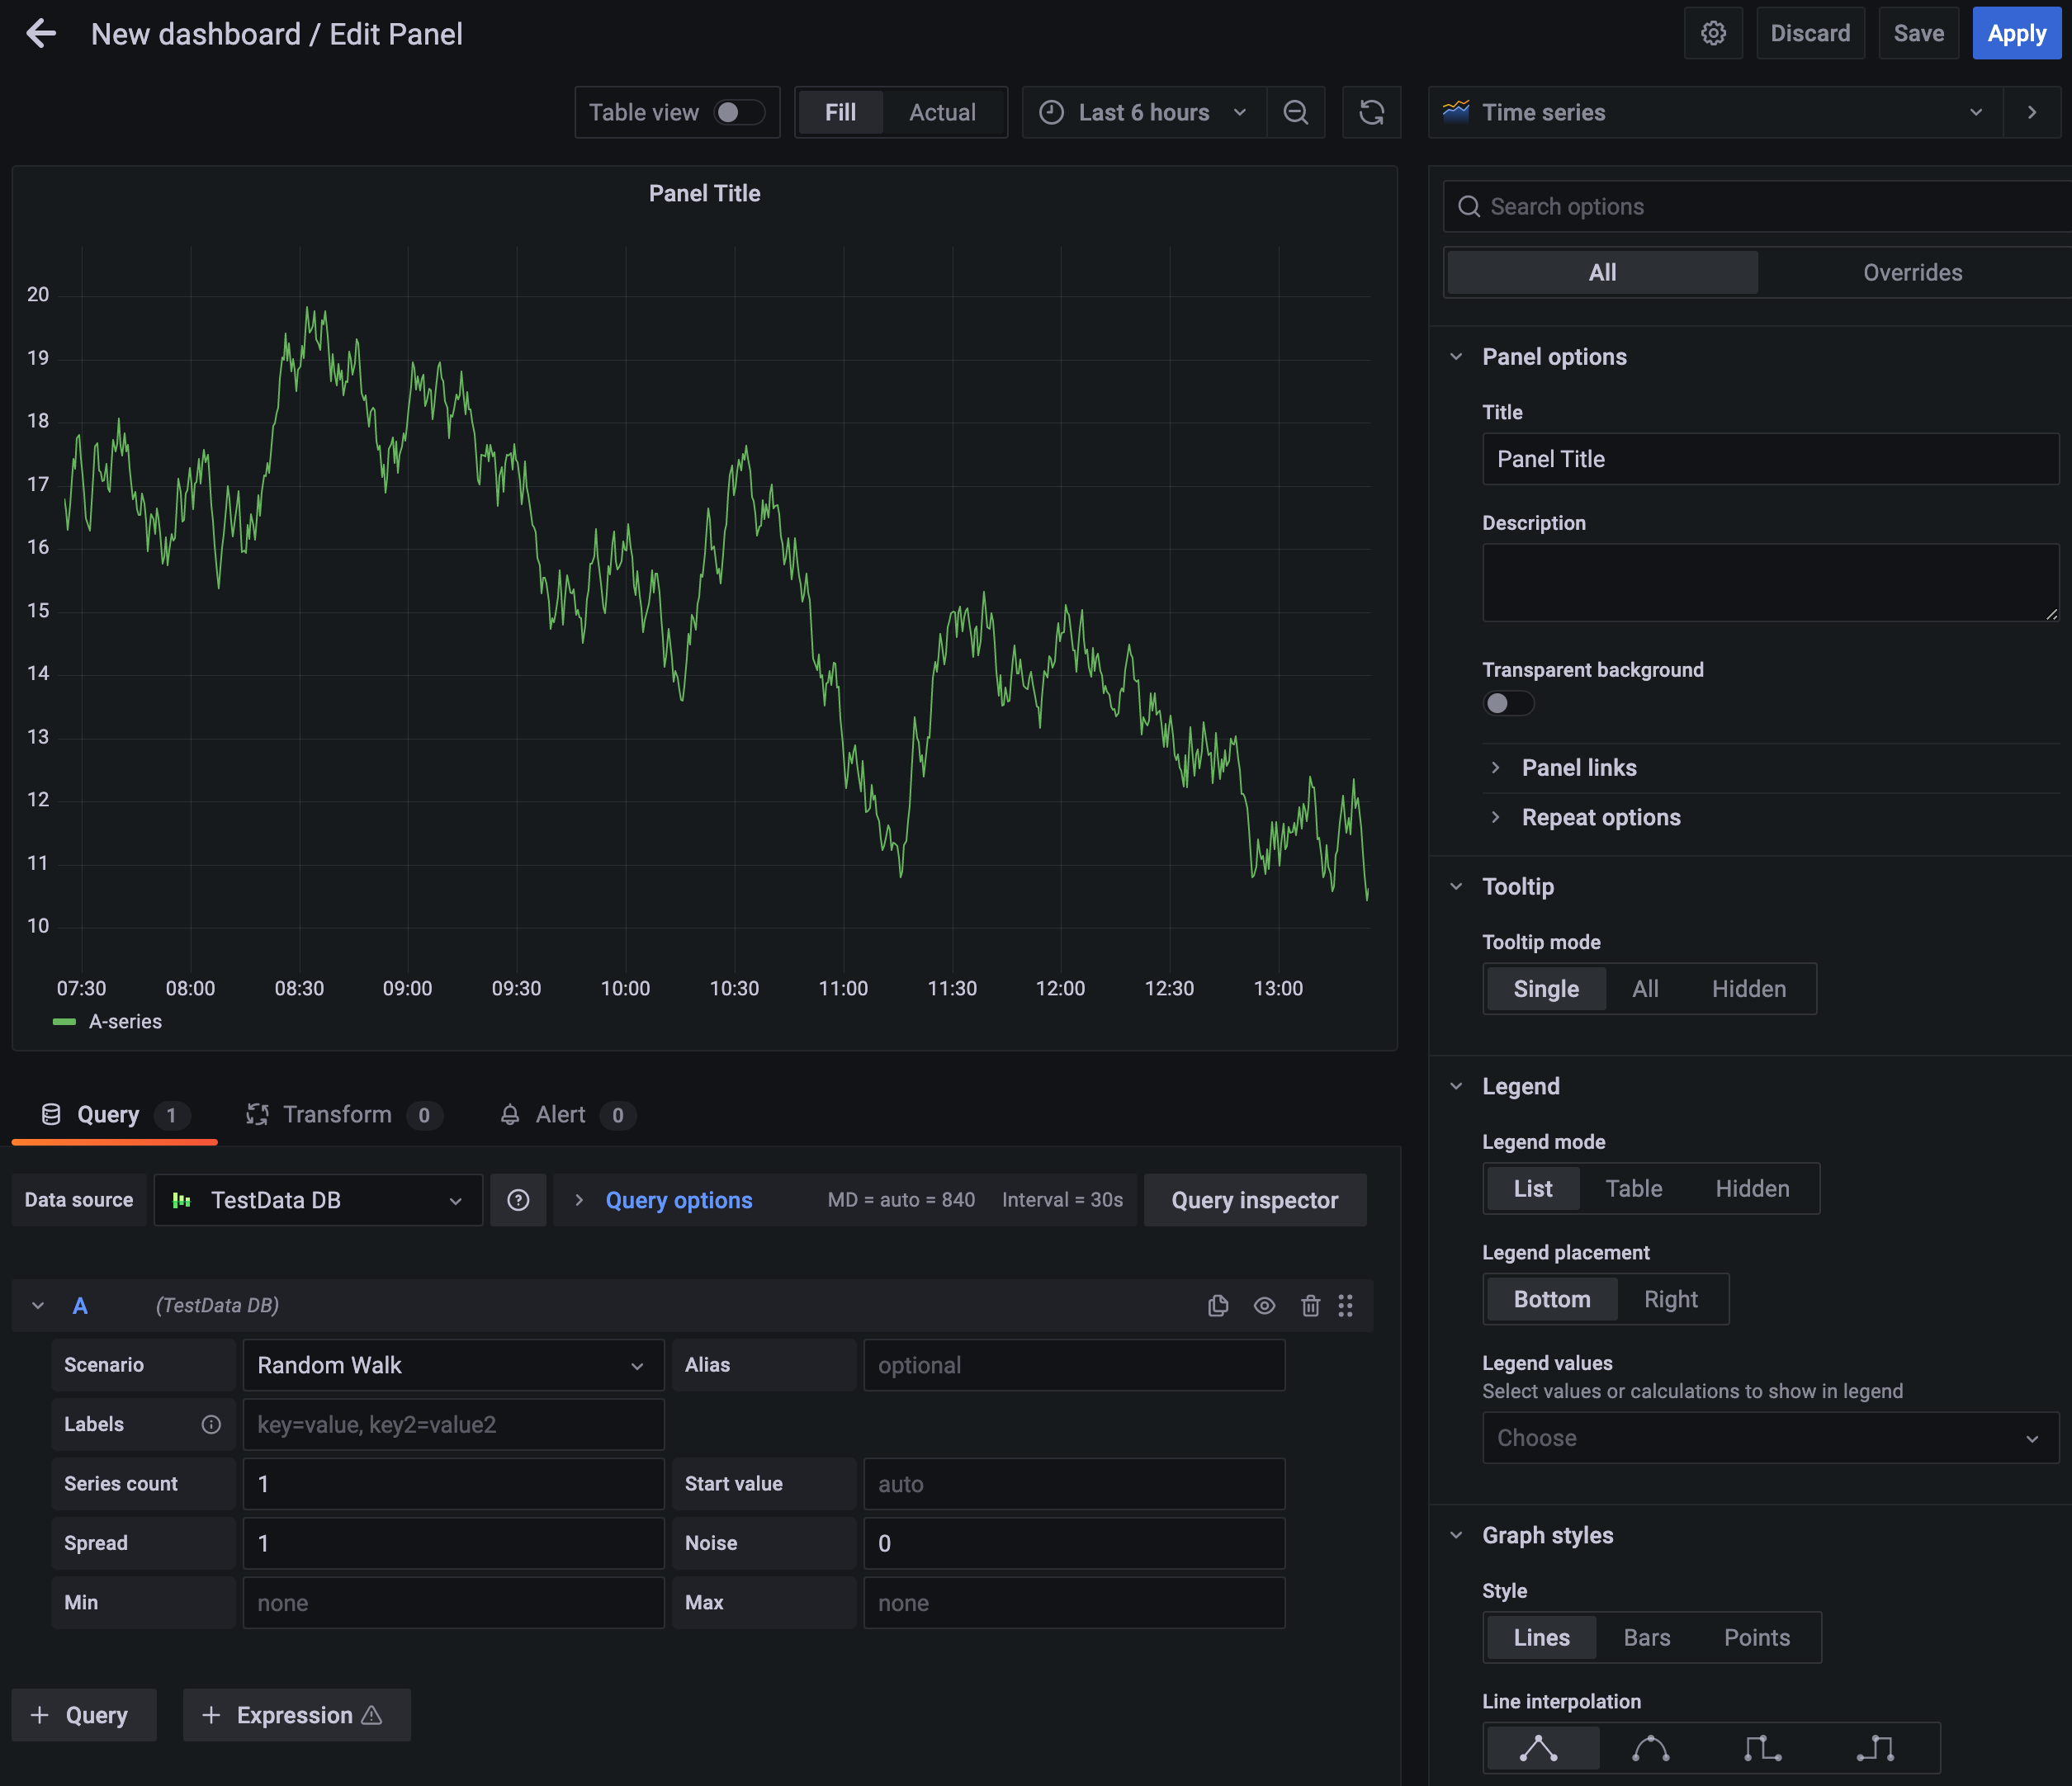 New dashboard / Edit Panel
Discard
Save
Apply
Table view
Fill
Actual
Last 6 hours
Time series
Panel Title
20
19
18
17
16
15
14
13
12
11
10
07:30
08:00
08:30
09:00
09:30
10:00
10:30
11:00
11:30
12:00
12:30
13:00
A-series
Search options
All
Overrides
Panel options
Title
Panel Title
Description
Transparent background
Panel links
Repeat options
Tooltip
Tooltip mode
Single
All
Hidden
Legend
Legend mode
List
Table
Hidden
Legend placement
Bottom
Right
Legend values
Select values or calculations to show in legend
Choose
Graph styles
Style
Lines
Bars
Points
Line interpolation
Query 1
Transform 0
Alert 0
Data source
TestData DB
Query options
MD = auto = 840
Interval = 30s
Query inspector
A
(TestData DB)
Scenario
Random Walk
Alias
optional
Labels
key=value, key2=value2
Series count
1
Start value
auto
Spread
1
Noise
0
Min
none
Max
none
+ Query
+ Expression